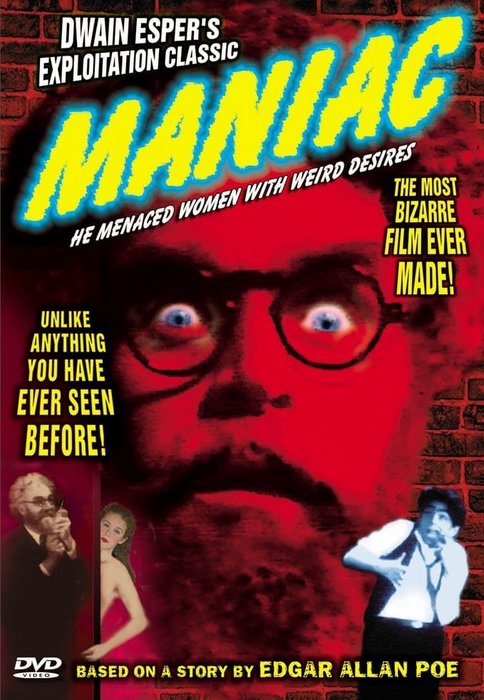 DWAIN ESPER'S
EXPLOITATION CLASSIC
MANIAC
HE MENACED WOMEN WITH WEIRD DESIRES
THE MOST
BIZARRE
FILM EVER
MADE!
UNLIKE
ANYTHING
YOU HAVE
EVER SEEN
BEFORE!
DVD
VIDEO
BASED ON A STORY BY EDGAR ALLAN POE